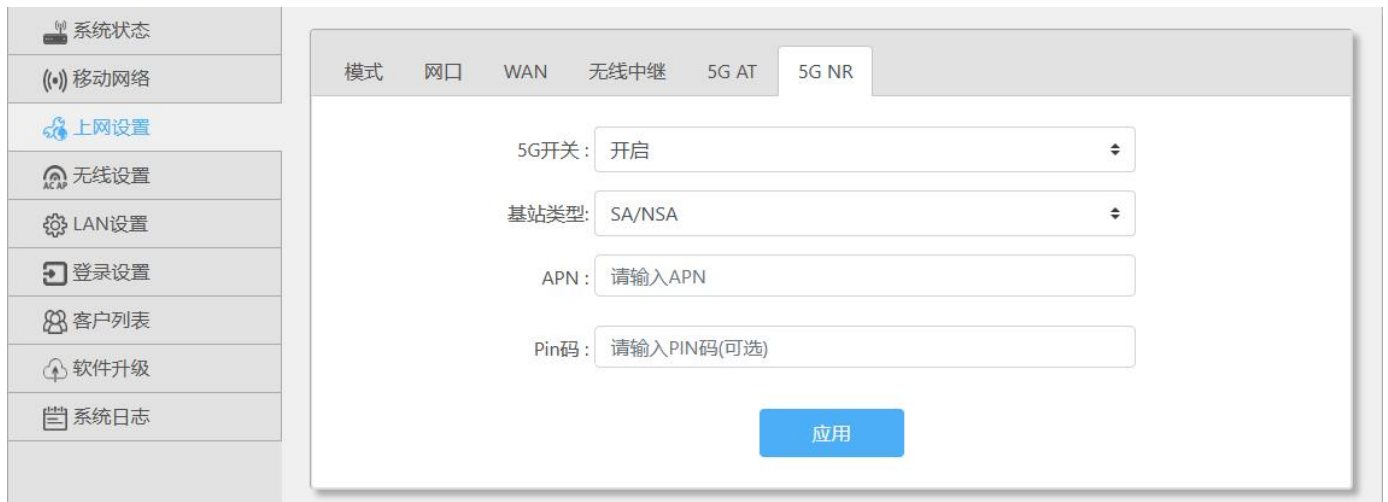 系统状态
移动网络
上网设置
AC AP 无线设置
LAN设置
登录设置
客户列表
软件升级
系统日志
模式 网口 WAN 无线中继 5G AT 5G NR
5G开关 : 开启
基站类型: SA/NSA
APN : 请输入APN
Pin码 : 请输入PIN码(可选)
应用